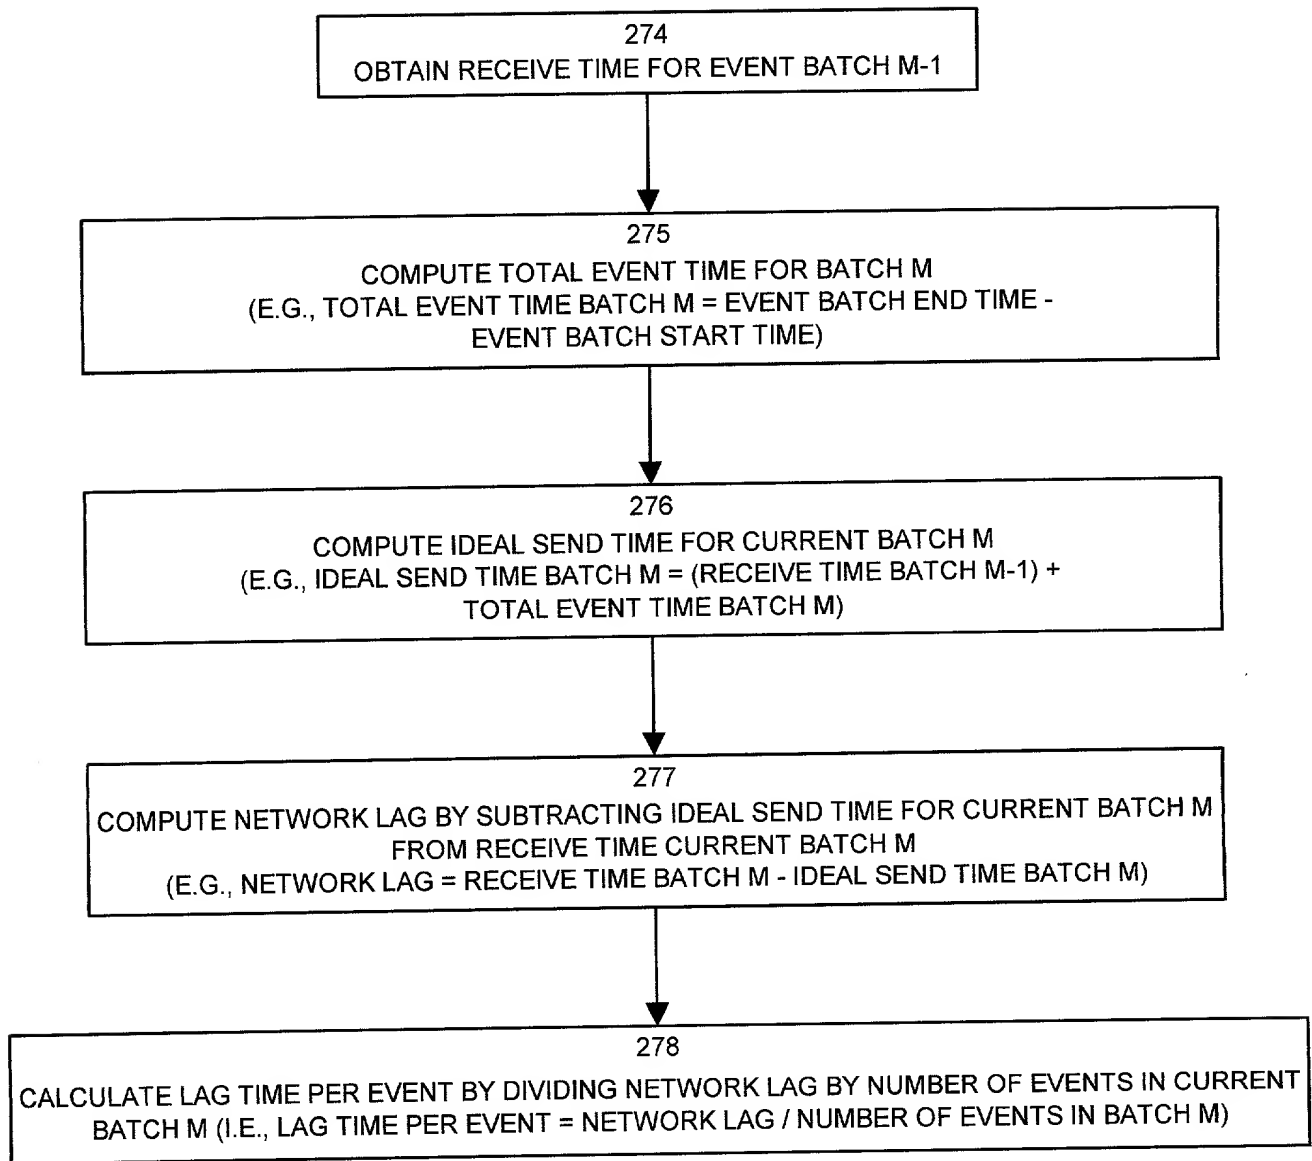 274
OBTAIN RECEIVE TIME FOR EVENT BATCH M-1
275
COMPUTE TOTAL EVENT TIME FOR BATCH M
(E.G., TOTAL EVENT TIME BATCH M = EVENT BATCH END TIME -
EVENT BATCH START TIME)
276
COMPUTE IDEAL SEND TIME FOR CURRENT BATCH M
(E.G., IDEAL SEND TIME BATCH M = (RECEIVE TIME BATCH M-1) +
TOTAL EVENT TIME BATCH M)
277
COMPUTE NETWORK LAG BY SUBTRACTING IDEAL SEND TIME FOR CURRENT BATCH M
FROM RECEIVE TIME CURRENT BATCH M
(E.G., NETWORK LAG = RECEIVE TIME BATCH M - IDEAL SEND TIME BATCH M)
278
CALCULATE LAG TIME PER EVENT BY DIVIDING NETWORK LAG BY NUMBER OF EVENTS IN CURRENT
BATCH M (I.E., LAG TIME PER EVENT = NETWORK LAG / NUMBER OF EVENTS IN BATCH M)